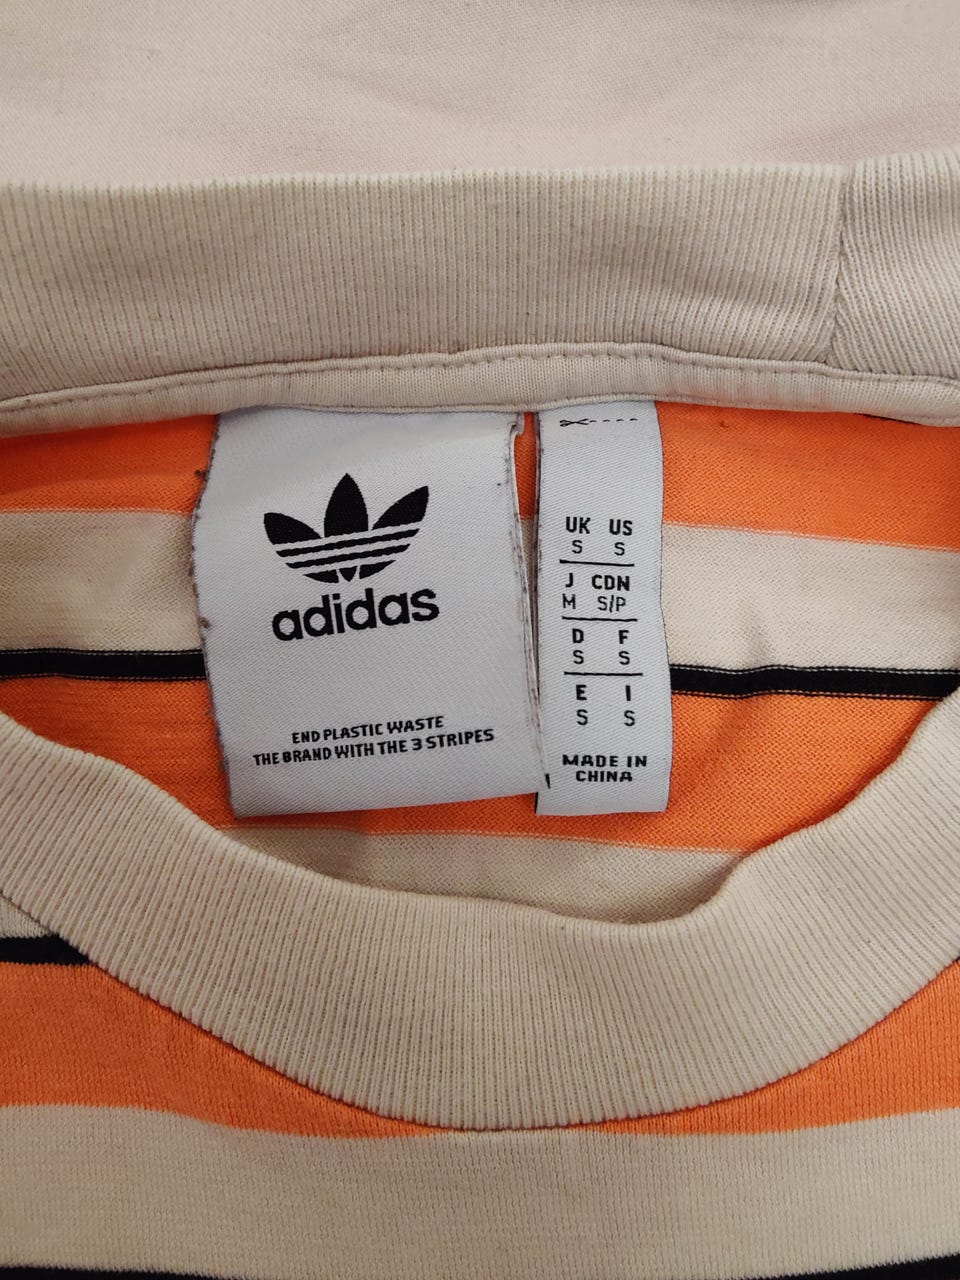 adidas
END PLASTIC WASTE
THE BRAND WITH THE 3 STRIPES
UK US
S S
J CDN
M S/P
D F
S S
E I
S S
MADE IN
CHINA